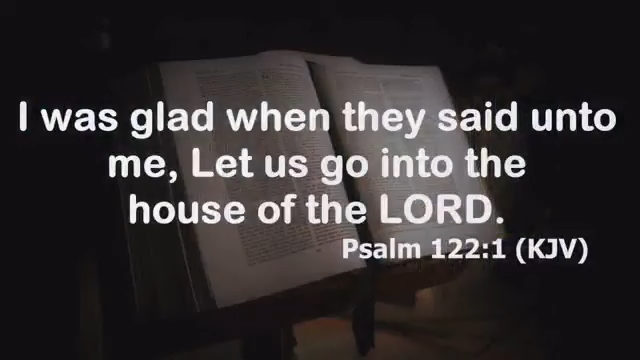 I was glad when they said unto
me, Let us go into the
house of the LORD.
Psalm 122:1 (KJV)